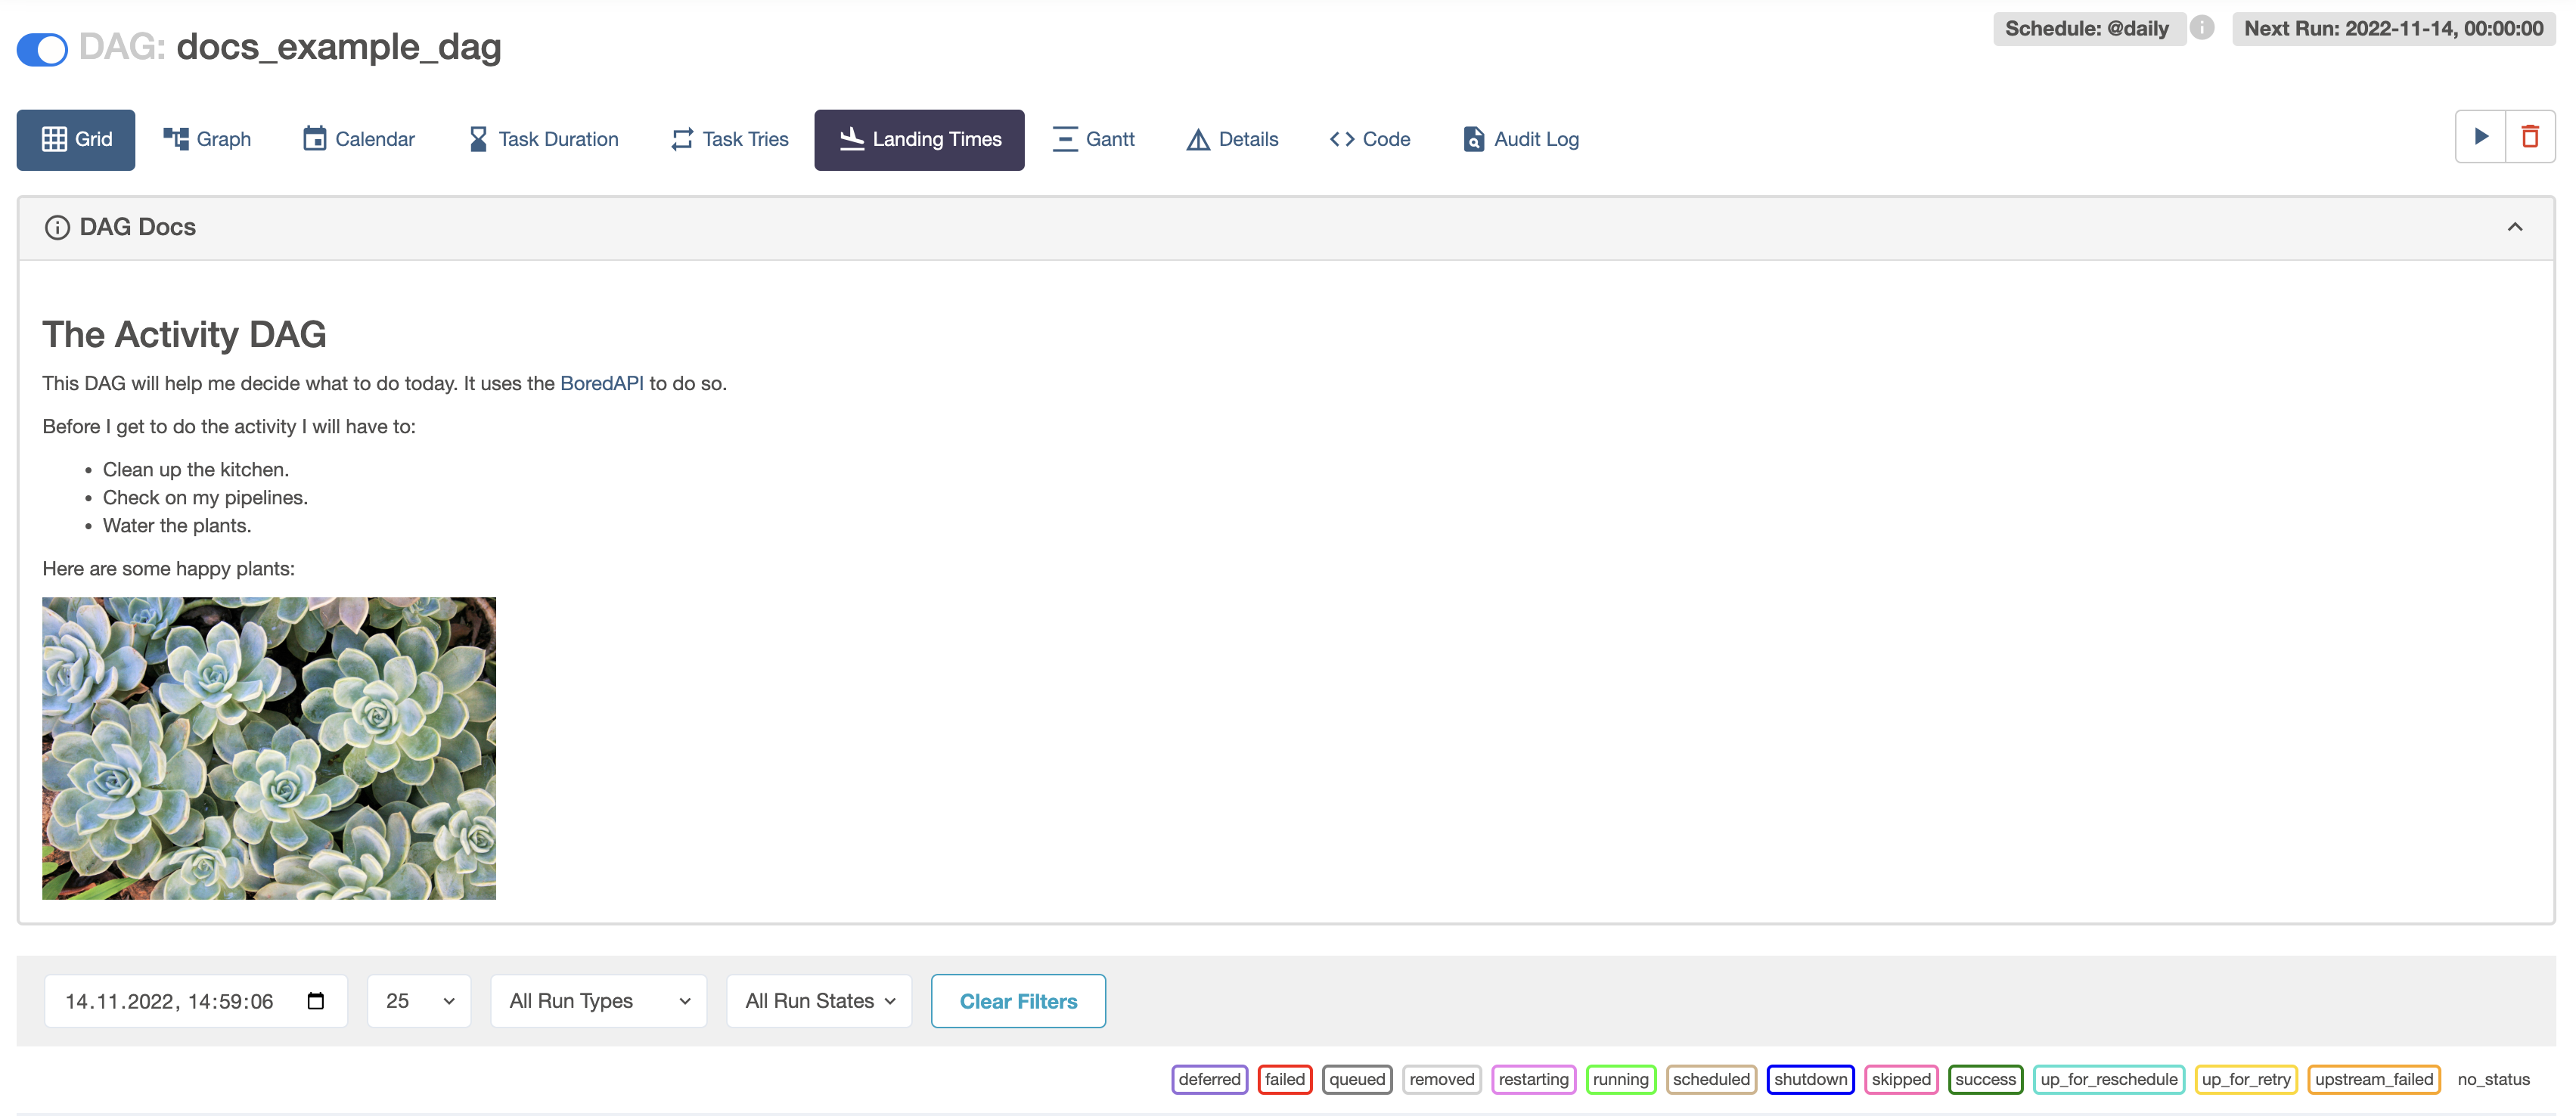 DAG: docs_example_dag
Schedule: @daily
Next Run: 2022-11-14, 00:00:00
Grid
Graph
Calendar
Task Duration
Task Tries
Landing Times
Gantt
Details
Code
Audit Log
DAG Docs
The Activity DAG
This DAG will help me decide what to do today. It uses the BoredAPI to do so.
Before I get to do the activity I will have to:
• Clean up the kitchen.
• Check on my pipelines.
• Water the plants.
Here are some happy plants:
14.11.2022, 14:59:06
25
All Run Types
All Run States
Clear Filters
deferred
failed
queued
removed
restarting
running
scheduled
shutdown
skipped
success
up_for_reschedule
up_for_retry
upstream_failed
no_status